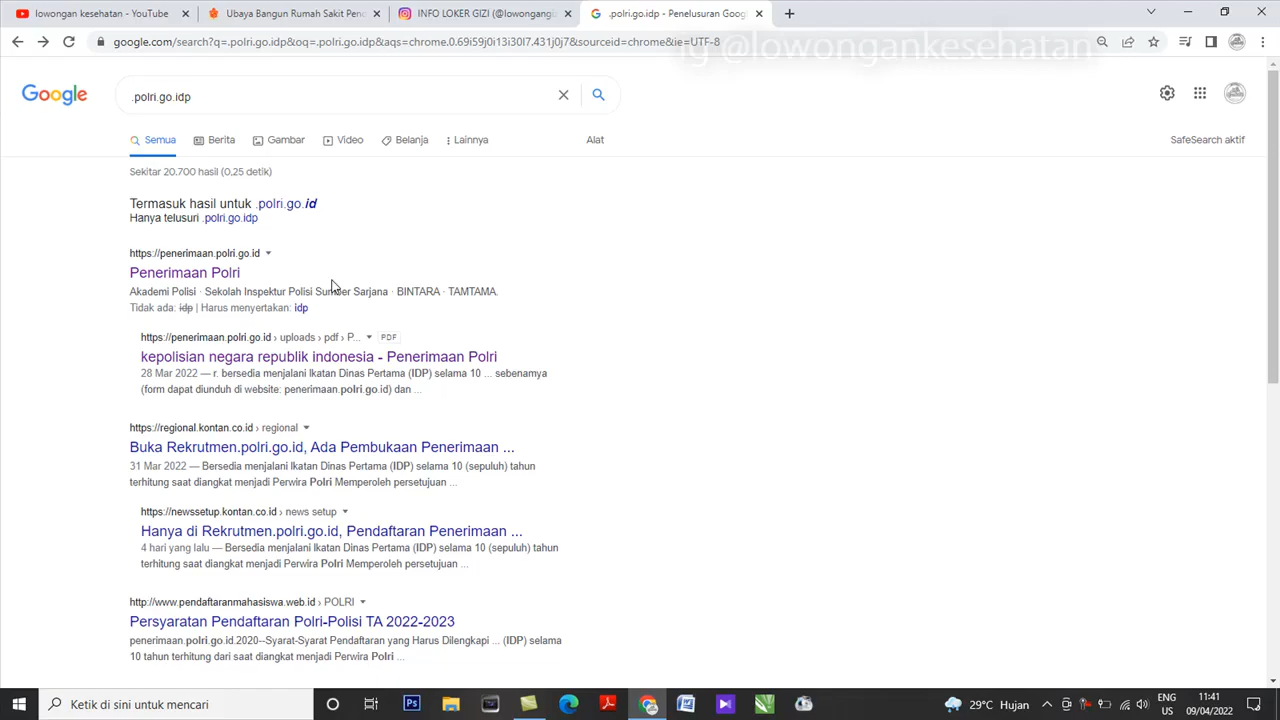 lowongan kesehatan - YouTube
Ubaya Bangun Rumah Sakit Pen
INFO LOKER GIZI (@lowongangiz
.polri.go.idp - Penelusuran Googl
google.com/search?q=.polri.go.idp&oq=.polri.go.idp&aqs=chrome.0.69i59j0i13i30l7.431j0j7&sourceid=chrome&ie=UTF-8
ig @lowongankesehatan
Google
.polri.go.idp
Semua
Berita
Gambar
Video
Belanja
Lainnya
Alat
SafeSearch aktif
Sekitar 20.700 hasil (0,25 detik)
Termasuk hasil untuk .polri.go.id
Hanya telusuri .polri.go.idp
https://penerimaan.polri.go.id
Penerimaan Polri
Akademi Polisi · Sekolah Inspektur Polisi Sumber Sarjana · BINTARA · TAMTAMA.
Tidak ada: idp | Harus menyertakan: idp
https://penerimaan.polri.go.id › uploads › pdf › P... PDF
kepolisian negara republik indonesia - Penerimaan Polri
28 Mar 2022 — r. bersedia menjalani Ikatan Dinas Pertama (IDP) selama 10 ... sebenamya
(form dapat diunduh di website: penerimaan.polri.go.id) dan ...
https://regional.kontan.co.id › regional
Buka Rekrutmen.polri.go.id, Ada Pembukaan Penerimaan ...
31 Mar 2022 — Bersedia menjalani Ikatan Dinas Pertama (IDP) selama 10 (sepuluh) tahun
terhitung saat diangkat menjadi Perwira Polri Memperoleh persetujuan ...
https://newssetup.kontan.co.id › news setup
Hanya di Rekrutmen.polri.go.id, Pendaftaran Penerimaan ...
4 hari yang lalu — Bersedia menjalani Ikatan Dinas Pertama (IDP) selama 10 (sepuluh) tahun
terhitung saat diangkat menjadi Perwira Polri Memperoleh persetujuan ...
http://www.pendaftaranmahasiswa.web.id › POLRI
Persyaratan Pendaftaran Polri-Polisi TA 2022-2023
penerimaan.polri.go.id.2020--Syarat-Syarat Pendaftaran yang Harus Dilengkapi ... (IDP) selama
10 tahun terhitung dari saat diangkat menjadi Perwira Polri ...
Ketik di sini untuk mencari
Ps
29°C Hujan
ENG
US
11:41
09/04/2022